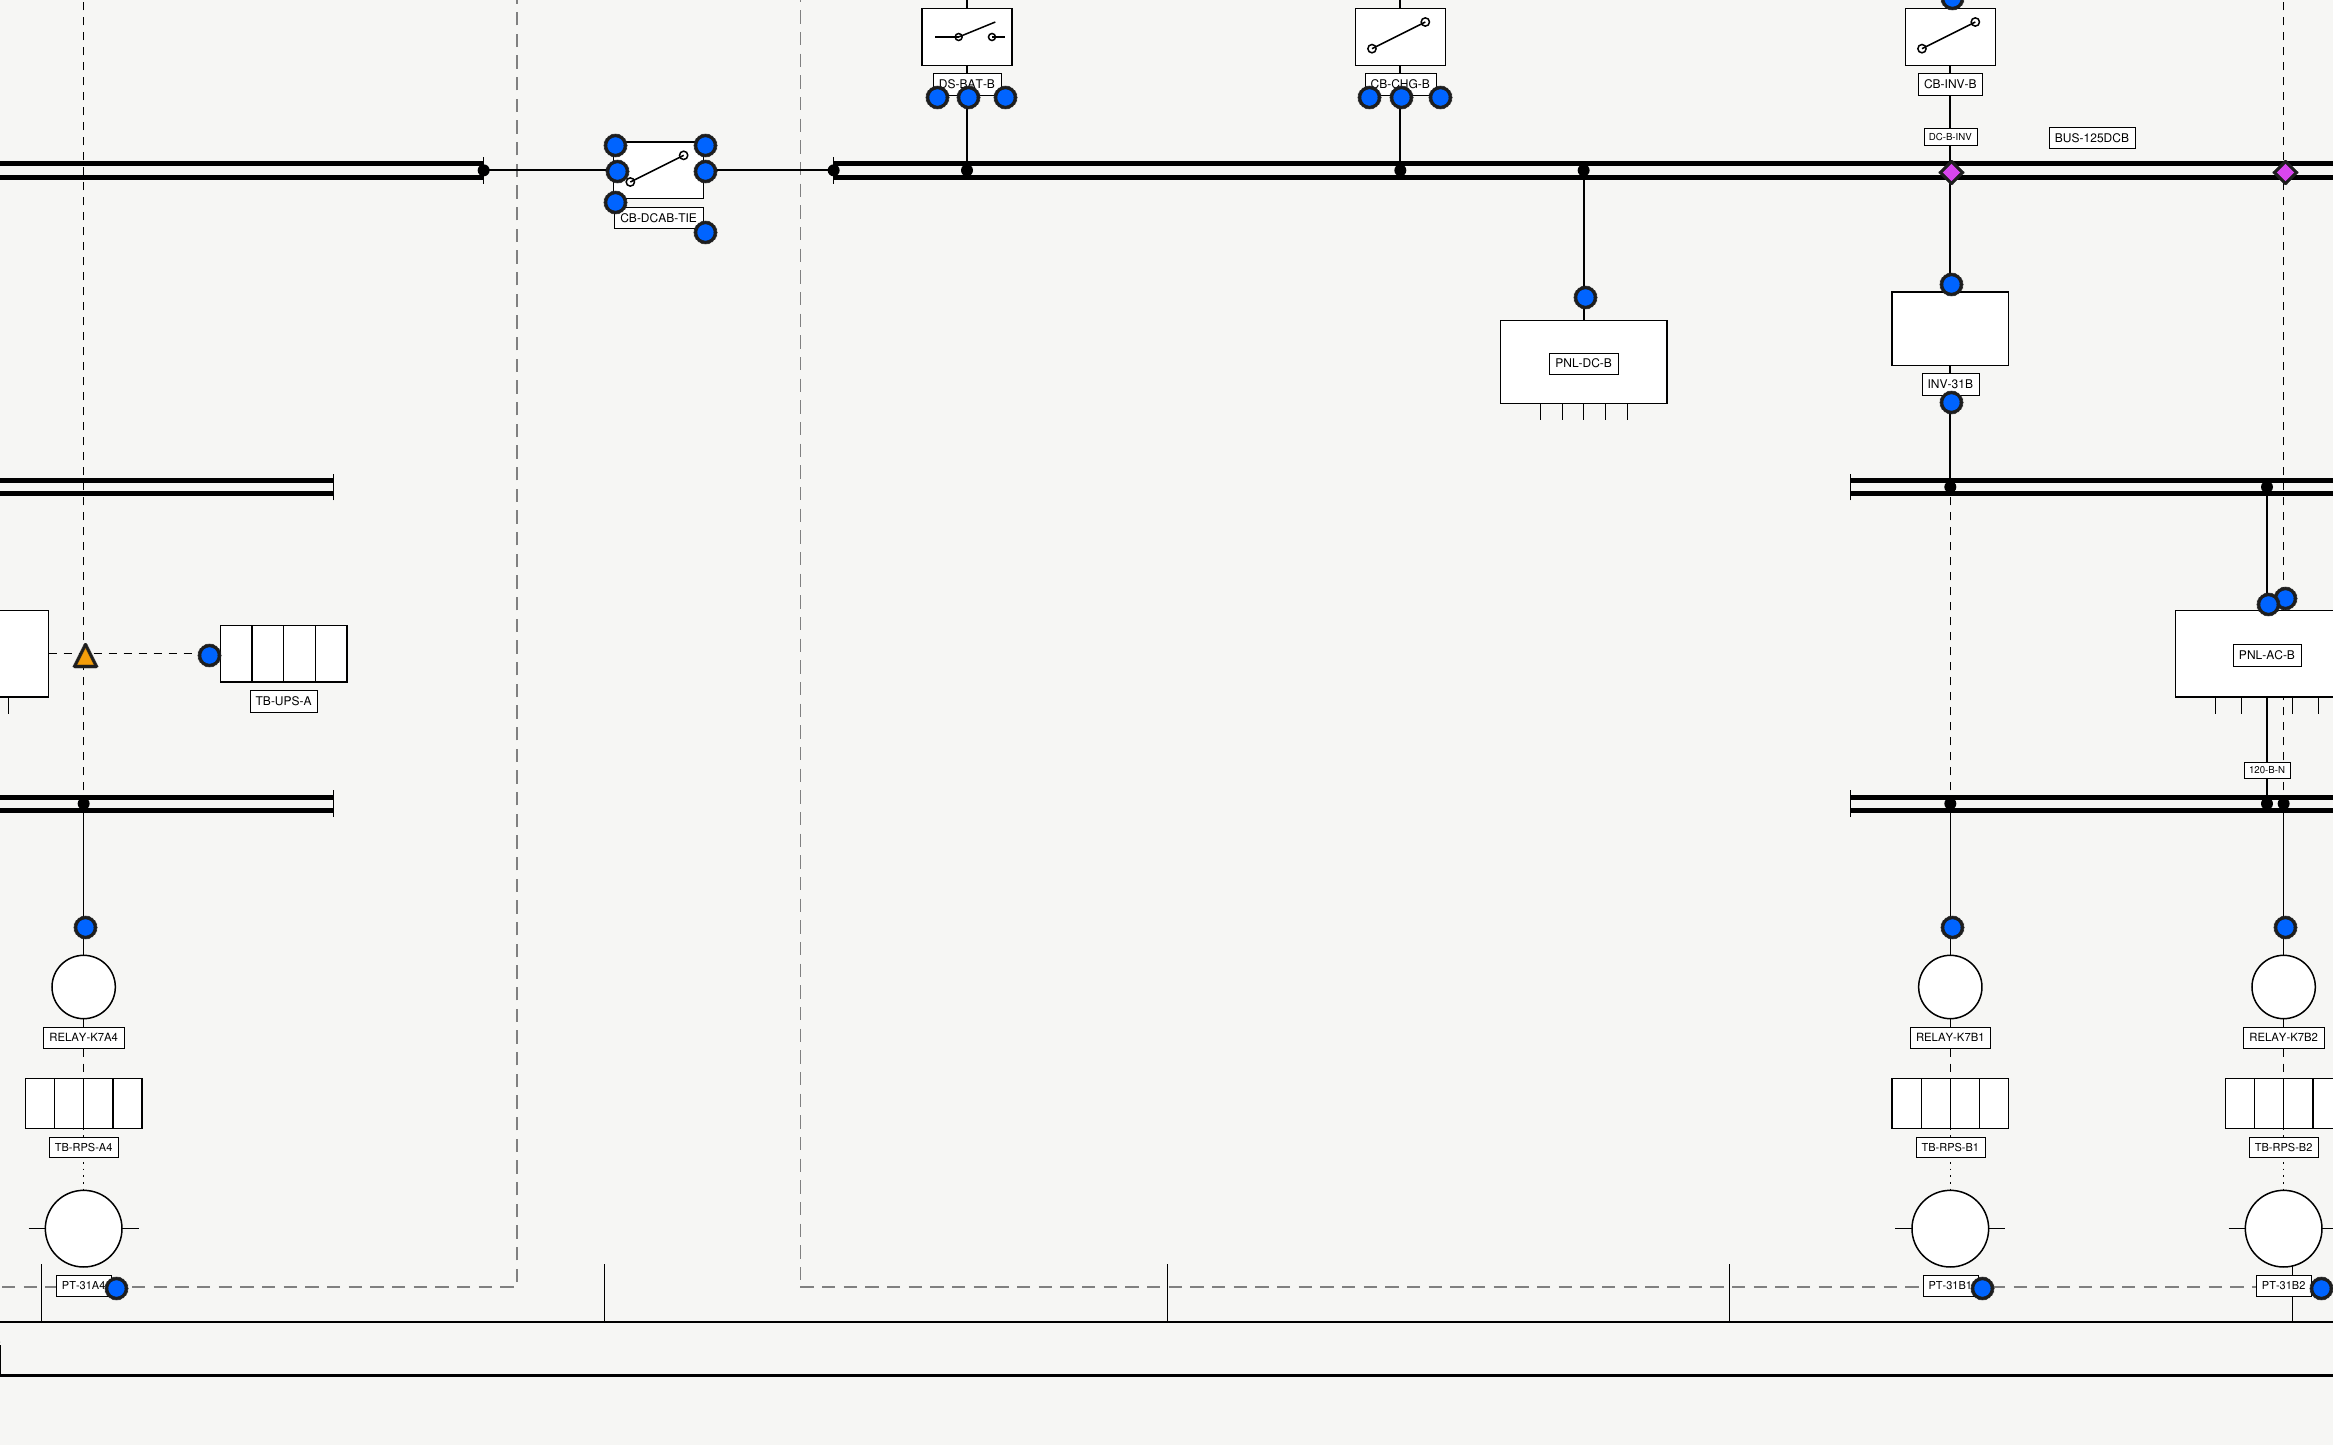 DS-BAT-B
CB-CHG-B
CB-INV-B
DC-B-INV
BUS-125DCB
CB-DCAB-TIE
PNL-DC-B
INV-31B
TB-UPS-A
PNL-AC-B
120-B-N
RELAY-K7A4
RELAY-K7B1
RELAY-K7B2
TB-RPS-A4
TB-RPS-B1
TB-RPS-B2
PT-31A4
PT-31B1
PT-31B2